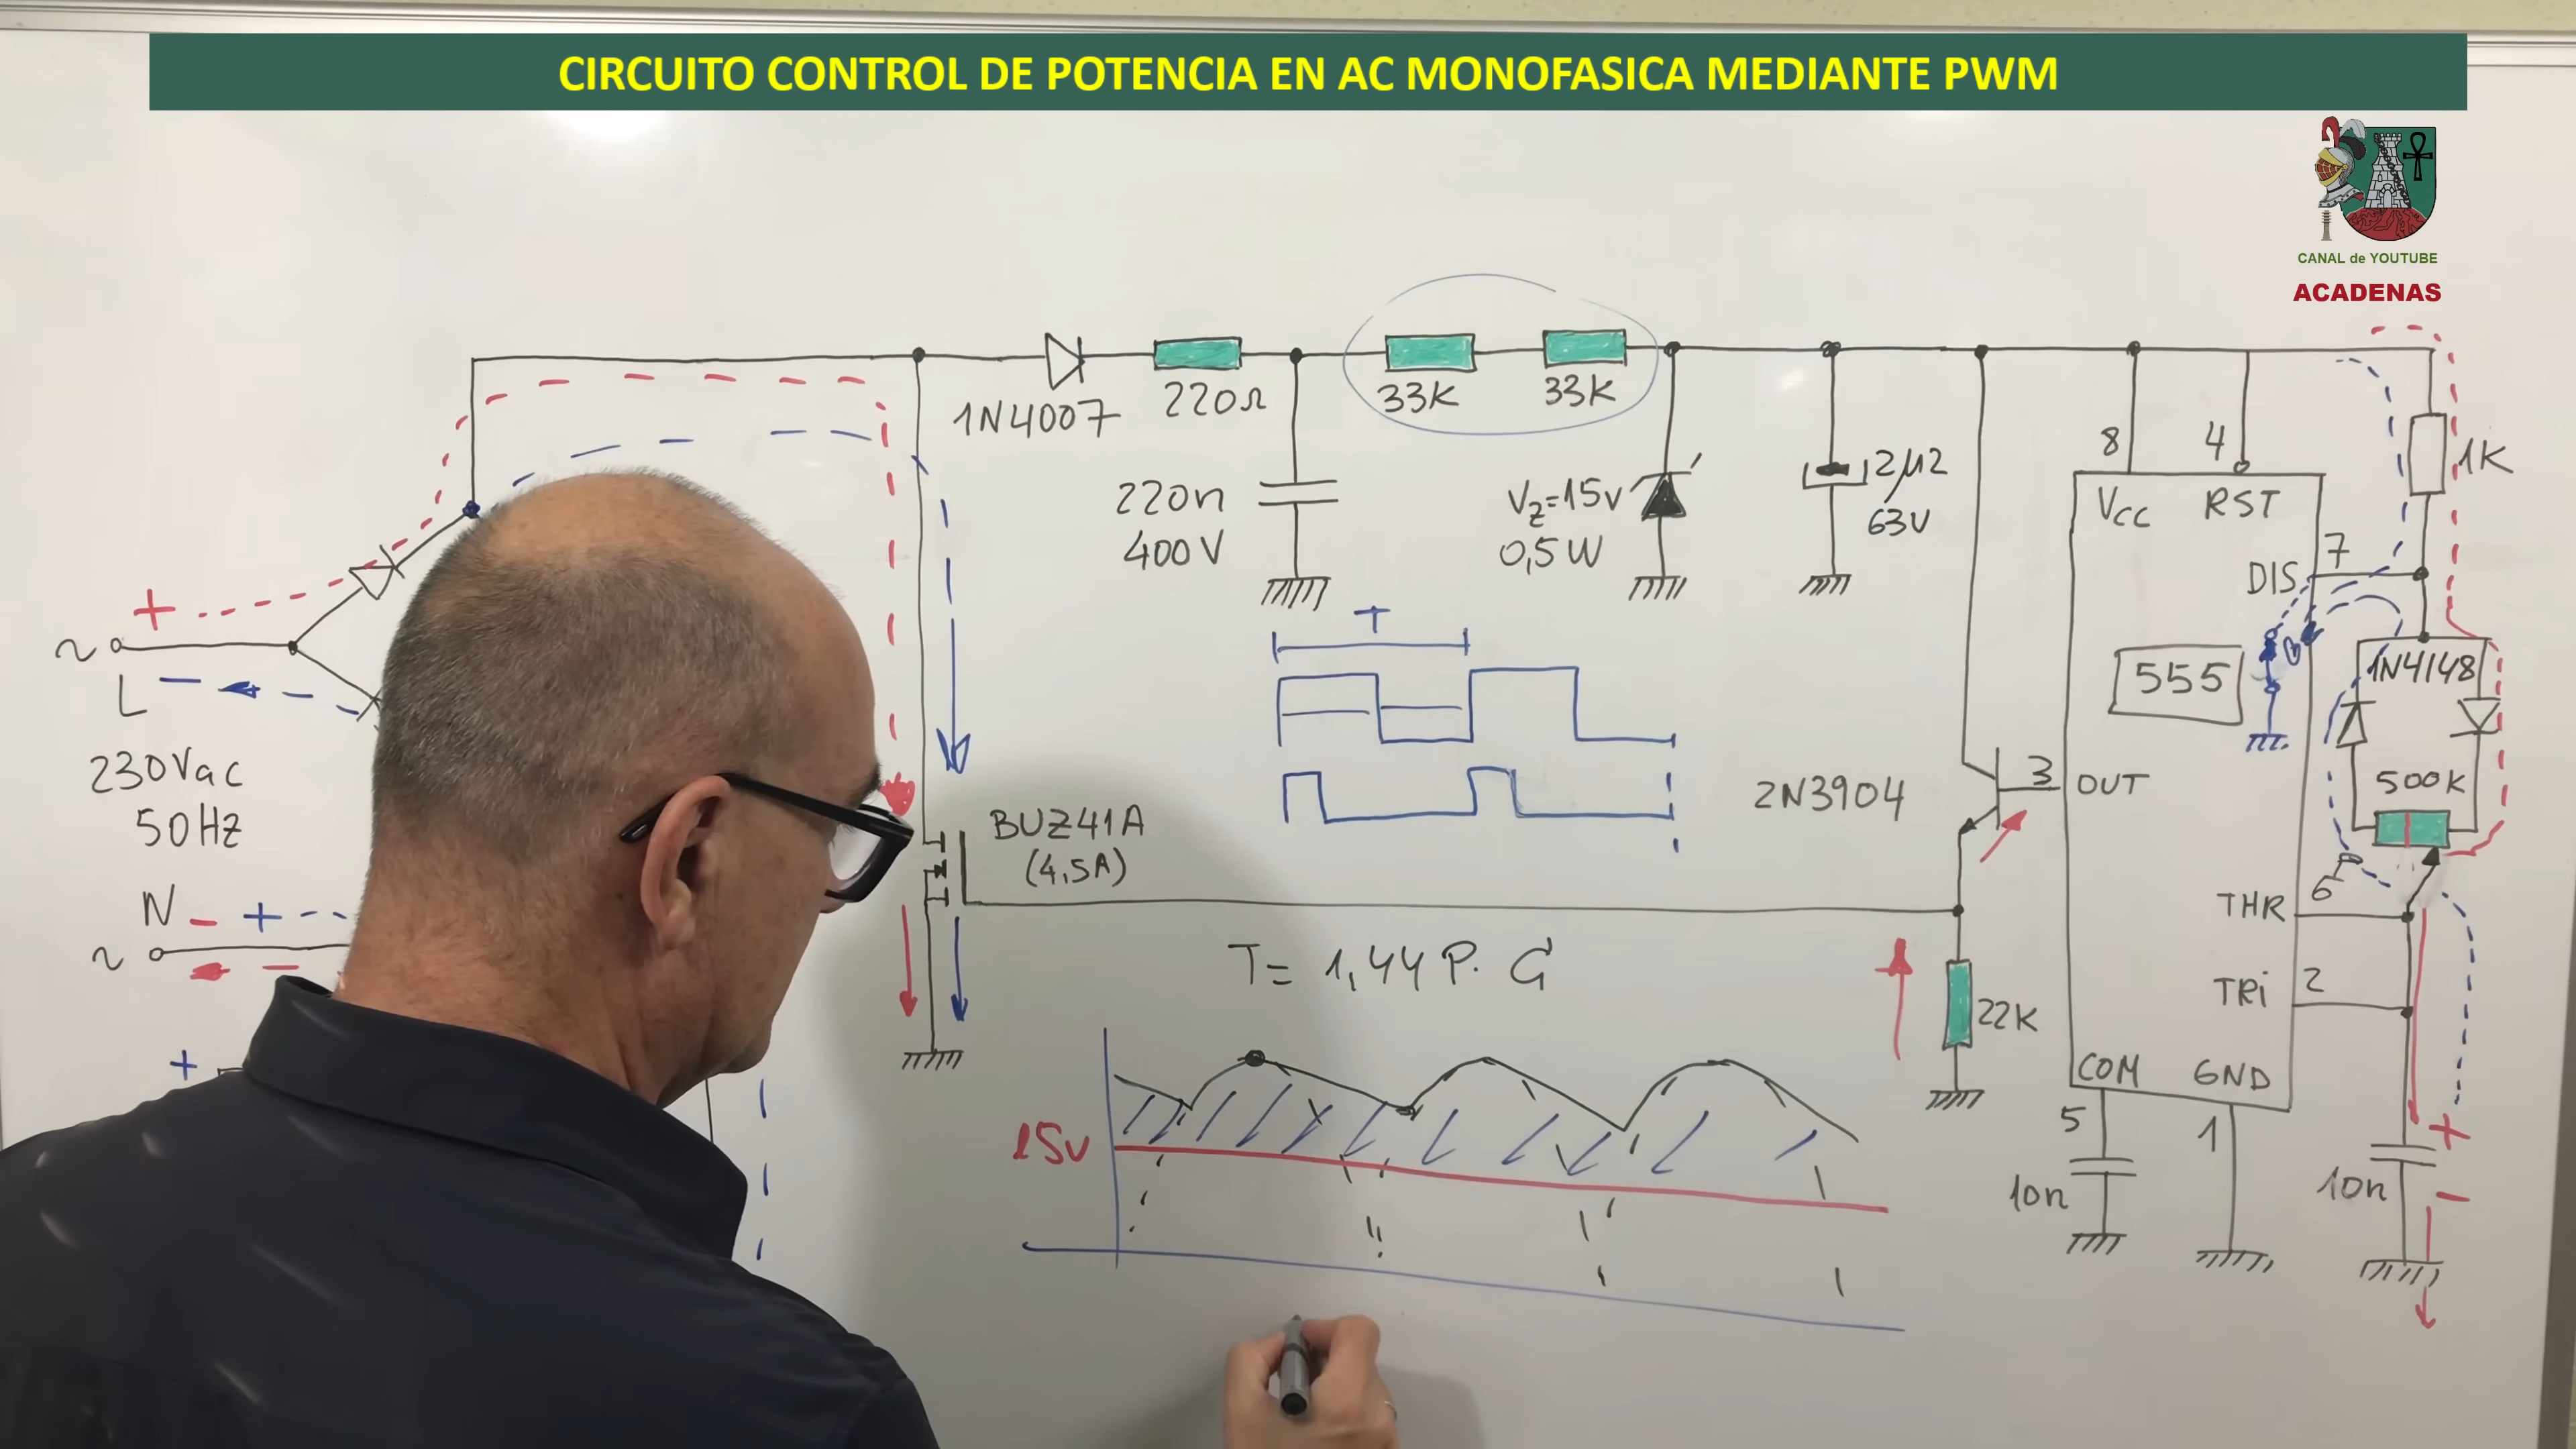 CIRCUITO CONTROL DE POTENCIA EN AC MONOFASICA MEDIANTE PWM
CANAL de YOUTUBE
ACADENAS
1N4007
220Ω
33K
33K
220n
400V
Vz=15v
0,5W
2µ2
63V
8
4
Vcc
RST
1K
7
DIS
555
1N4148
500K
+
~
L
230Vac
50Hz
N - +
~
+
T
BUZ41A
(4,5A)
2N3904
3
OUT
6
THR
T= 1,44 P. C
TRi
2
22K
15v
COM
GND
5
1
10n
10n
+
-